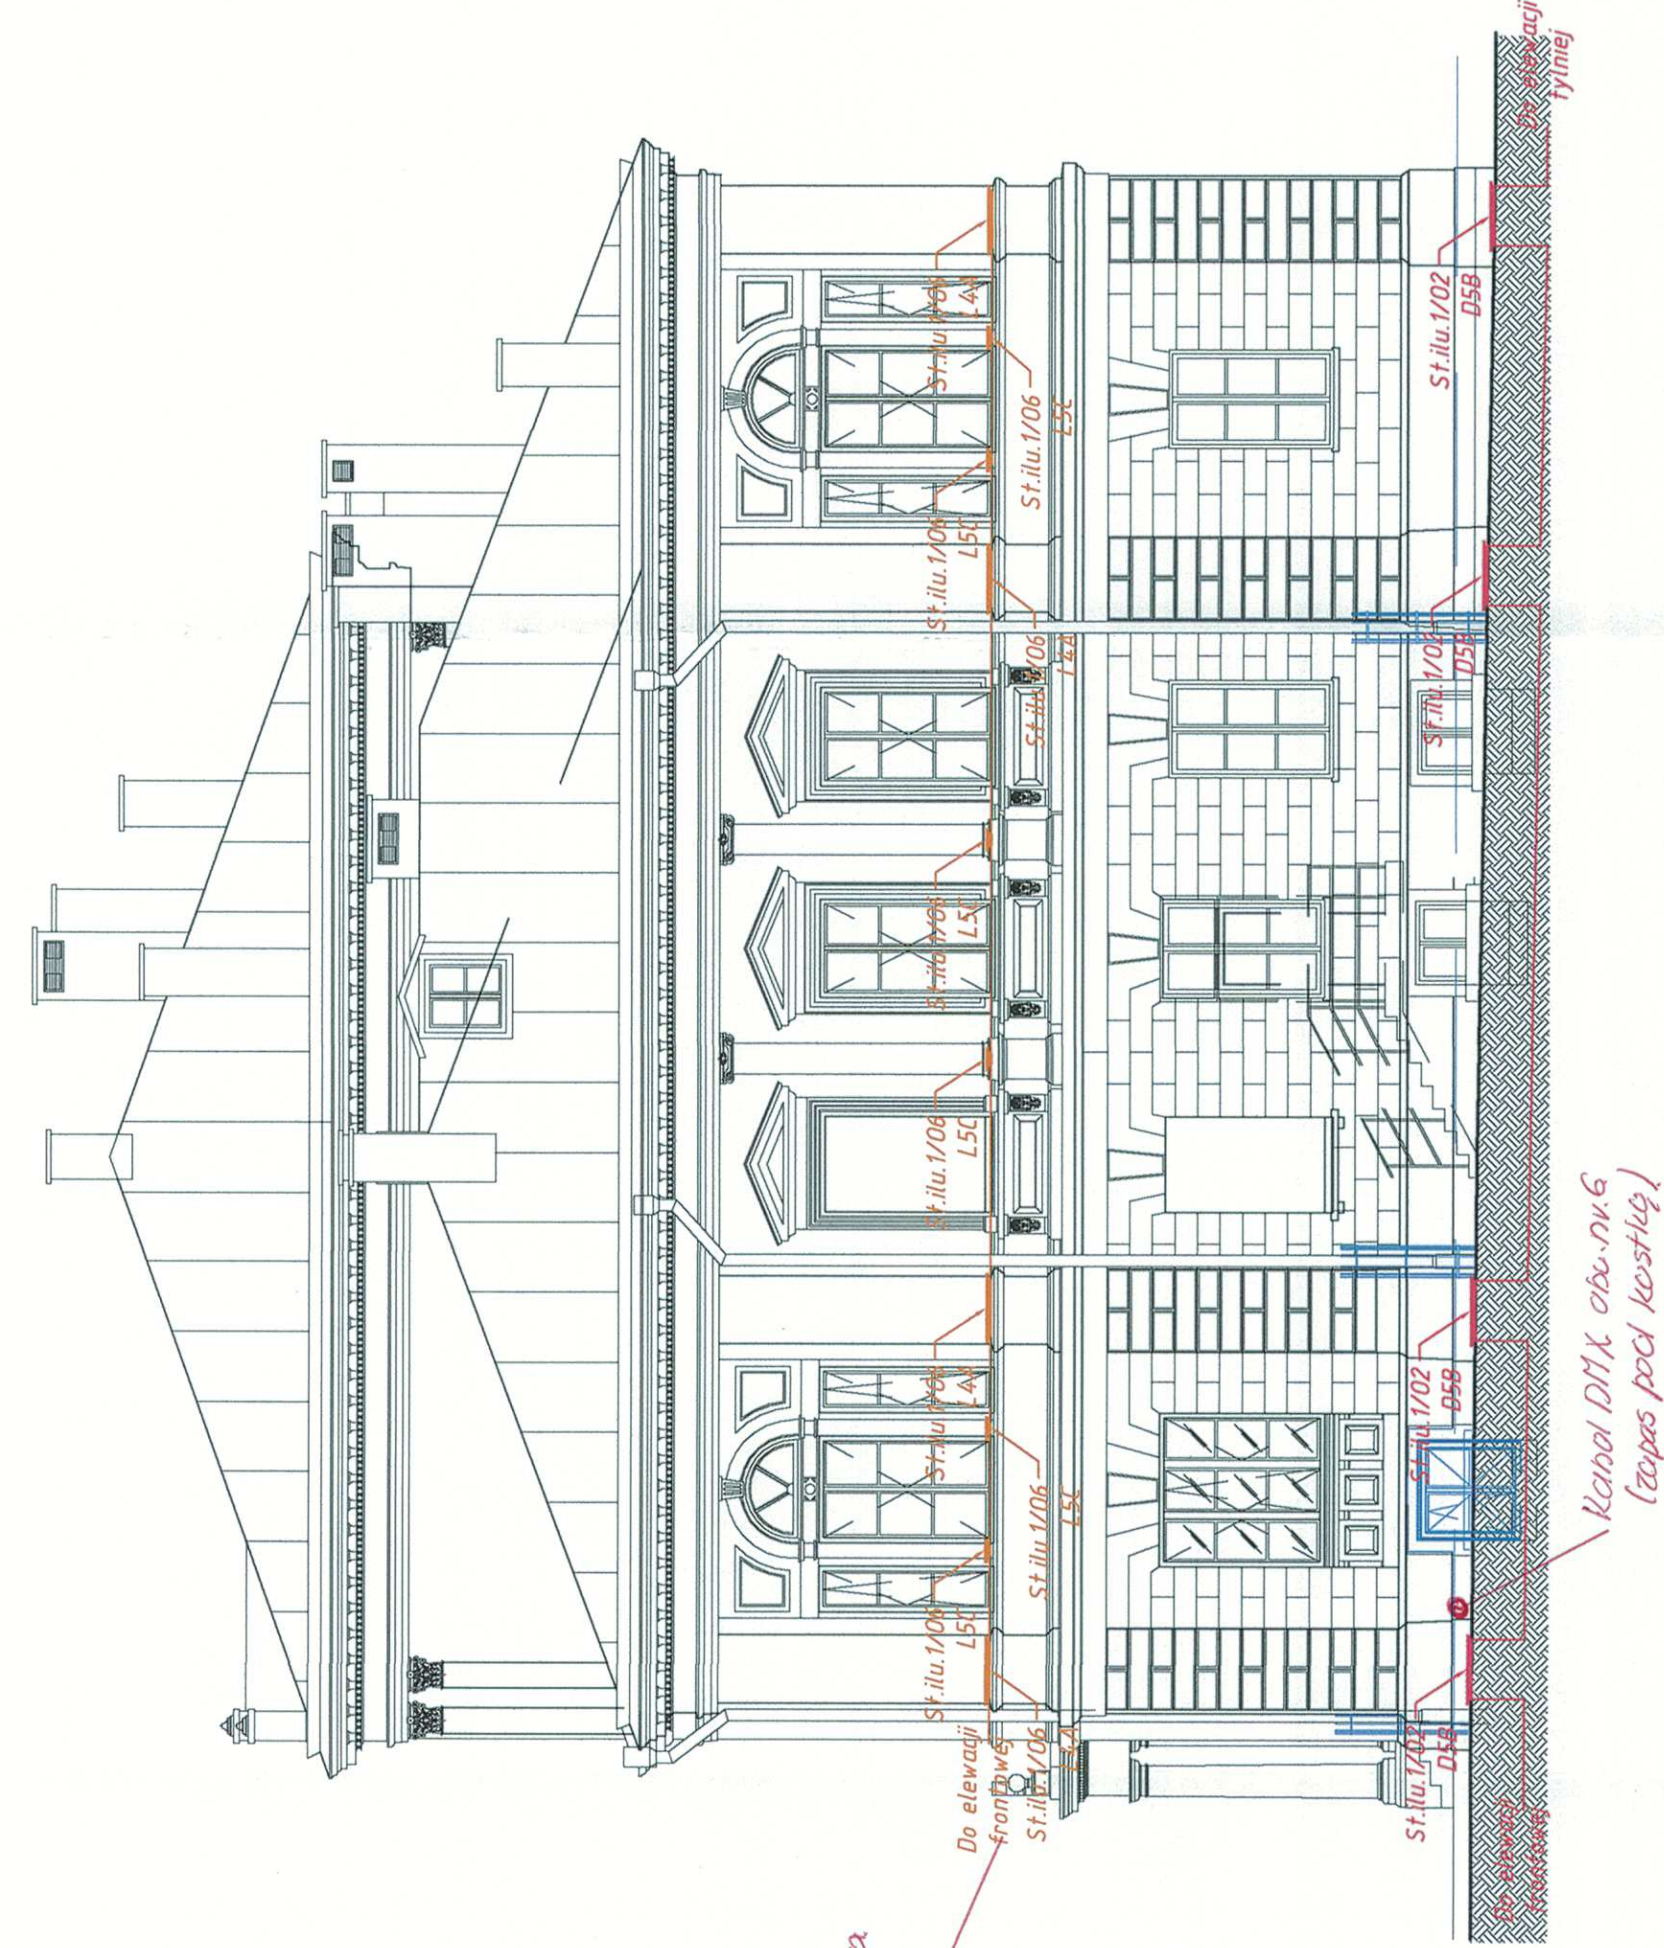 St.ilu.1/06
L5C
St.ilu.1/06
L4A
St.ilu.1/06
L5C
St.ilu.1/06
L5C
St.ilu.1/06
L5C
St.ilu.1/06
L4A
Do elewacji
frontowej
St.ilu.1/06
L4A
St.ilu.1/06
L5C
St.ilu.1/06
L4A
St.ilu.1/06
L5C
St.ilu.1/02
D5B
St.ilu.1/02
D5B
St.ilu.1/02
D5B
St.ilu.1/02
D5B
Do elewacji
frontowej
Do elewacji
tylniej
Kabel DMX obw.nr.6
(zapas pod kostką)